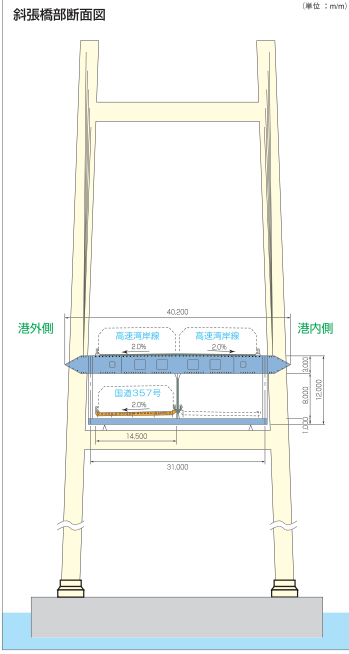 斜張橋部断面図
(単位 : m/m)
40,200
港外側
港内側
高速湾岸線
高速湾岸線
2.0%
2.0%
3,000
8,000
12,000
1,000
国道357号
2.0%
14,500
31,000